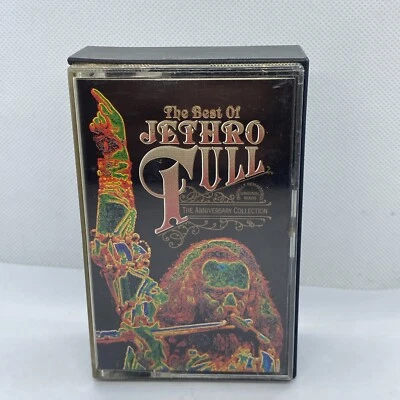 The Best Of
JETHRO
TULL
THE ANNIVERSARY COLLECTION